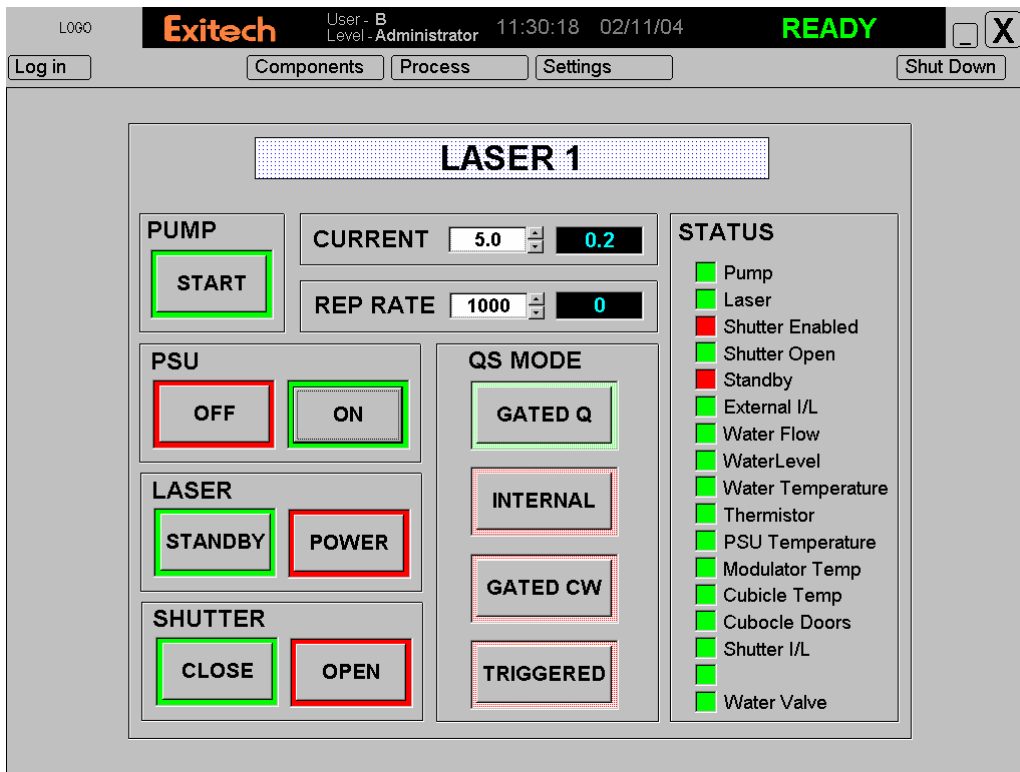 LOGO
Exitech
User - B
Level - Administrator
11:30:18 02/11/04
READY
_
X
Log in
Components
Process
Settings
Shut Down
LASER 1
PUMP
START
CURRENT 5.0 0.2
REP RATE 1000 0
PSU
OFF ON
LASER
STANDBY POWER
SHUTTER
CLOSE OPEN
QS MODE
GATED Q
INTERNAL
GATED CW
TRIGGERED
STATUS
Pump
Laser
Shutter Enabled
Shutter Open
Standby
External I/L
Water Flow
WaterLevel
Water Temperature
Thermistor
PSU Temperature
Modulator Temp
Cubicle Temp
Cubocle Doors
Shutter I/L
Water Valve